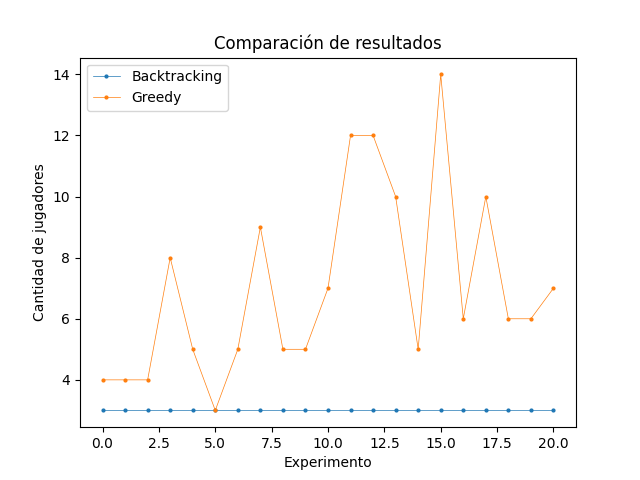 Comparación de resultados
Backtracking
Greedy
Cantidad de jugadores
14
12
10
8
6
4
0.0 2.5 5.0 7.5 10.0 12.5 15.0 17.5 20.0
Experimento